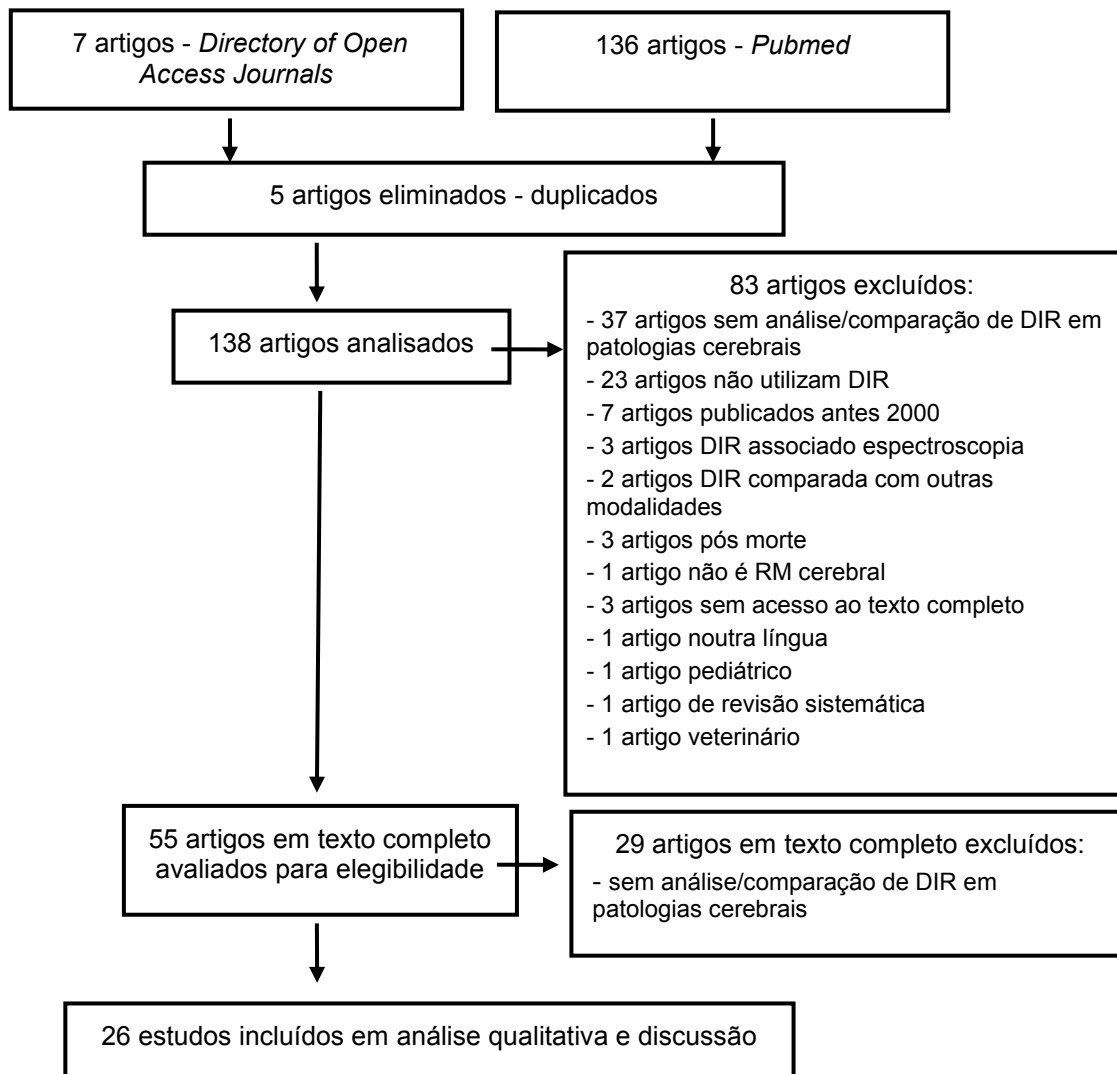 7 artigos - Directory of Open
Access Journals
136 artigos - Pubmed
5 artigos eliminados - duplicados
138 artigos analisados
83 artigos excluídos:
- 37 artigos sem análise/comparação de DIR em
patologias cerebrais
- 23 artigos não utilizam DIR
- 7 artigos publicados antes 2000
- 3 artigos DIR associado espectroscopia
- 2 artigos DIR comparada com outras
modalidades
- 3 artigos pós morte
- 1 artigo não é RM cerebral
- 3 artigos sem acesso ao texto completo
- 1 artigo noutra língua
- 1 artigo pediátrico
- 1 artigo de revisão sistemática
- 1 artigo veterinário
55 artigos em texto completo
avaliados para elegibilidade
29 artigos em texto completo excluídos:
- sem análise/comparação de DIR em
patologias cerebrais
26 estudos incluídos em análise qualitativa e discussão